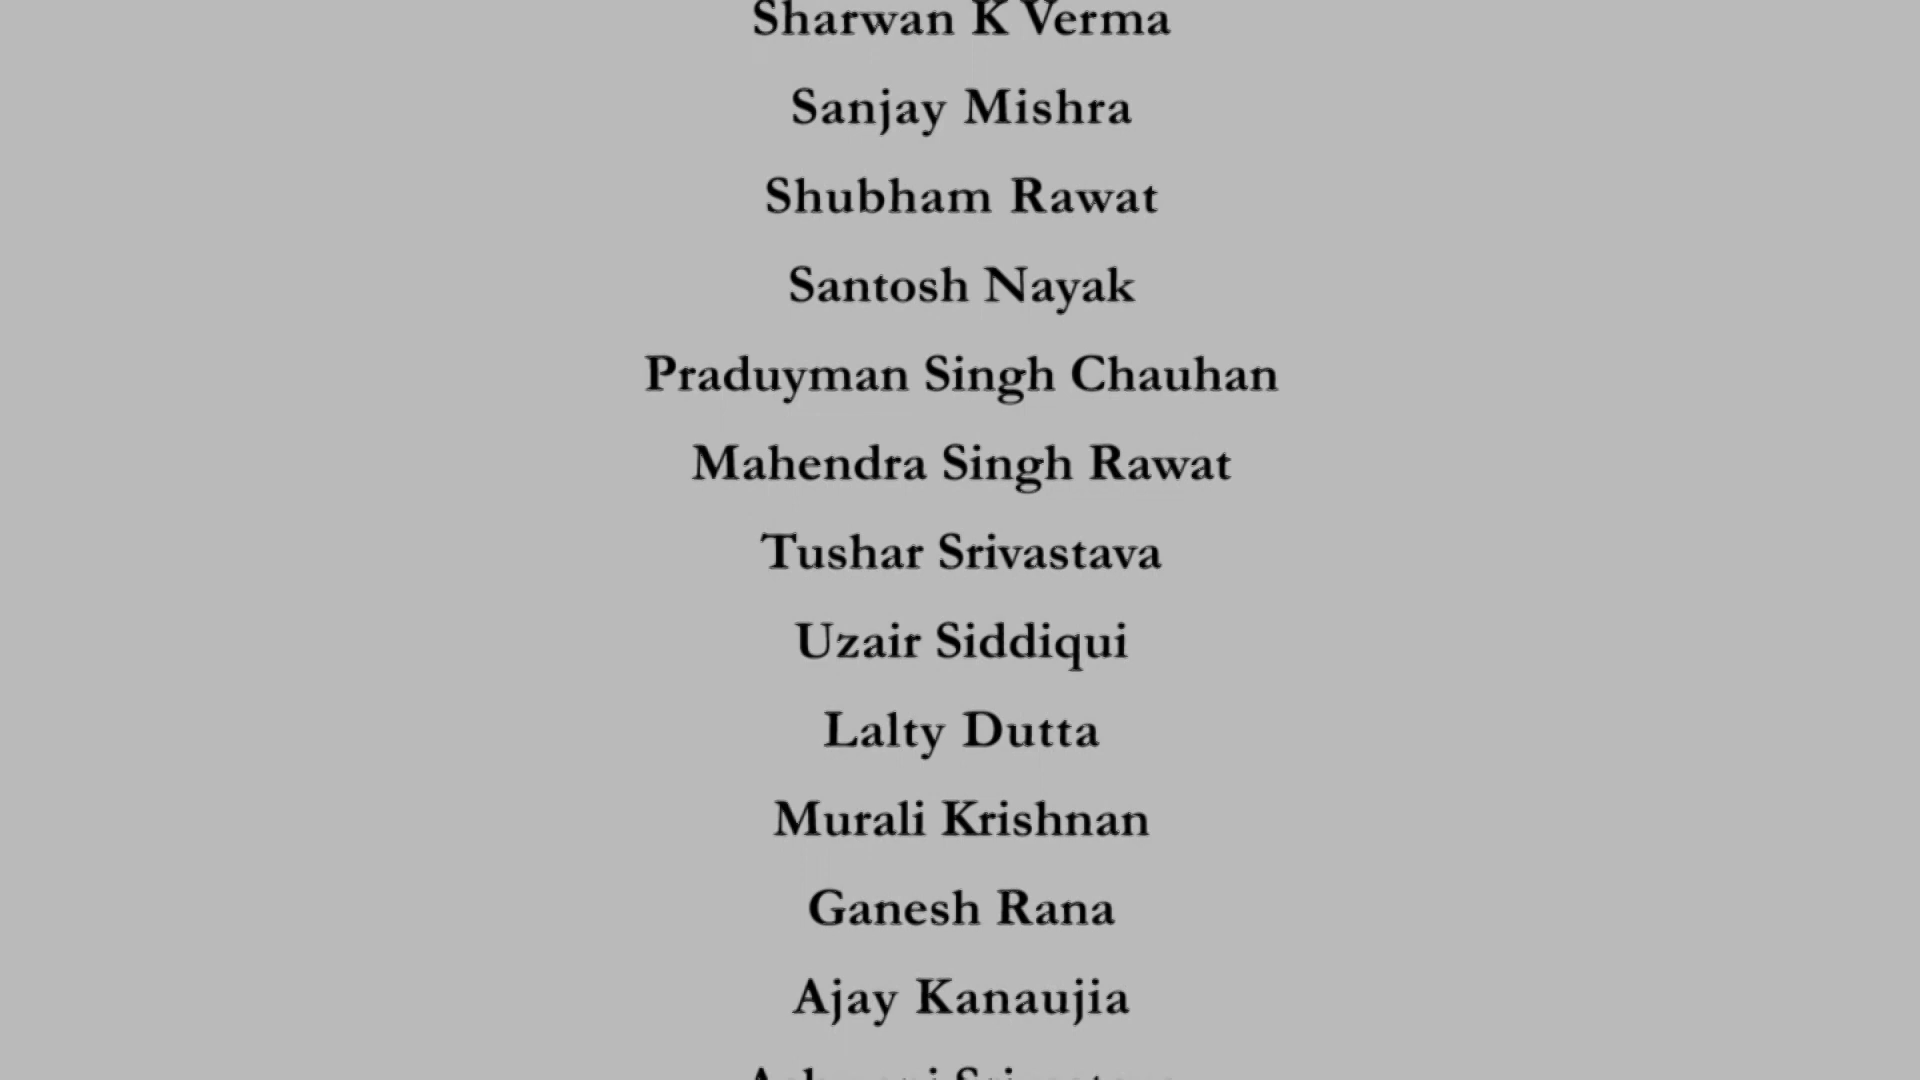 Sharwan K Verma
Sanjay Mishra
Shubham Rawat
Santosh Nayak
Praduyman Singh Chauhan
Mahendra Singh Rawat
Tushar Srivastava
Uzair Siddiqui
Lalty Dutta
Murali Krishnan
Ganesh Rana
Ajay Kanaujia